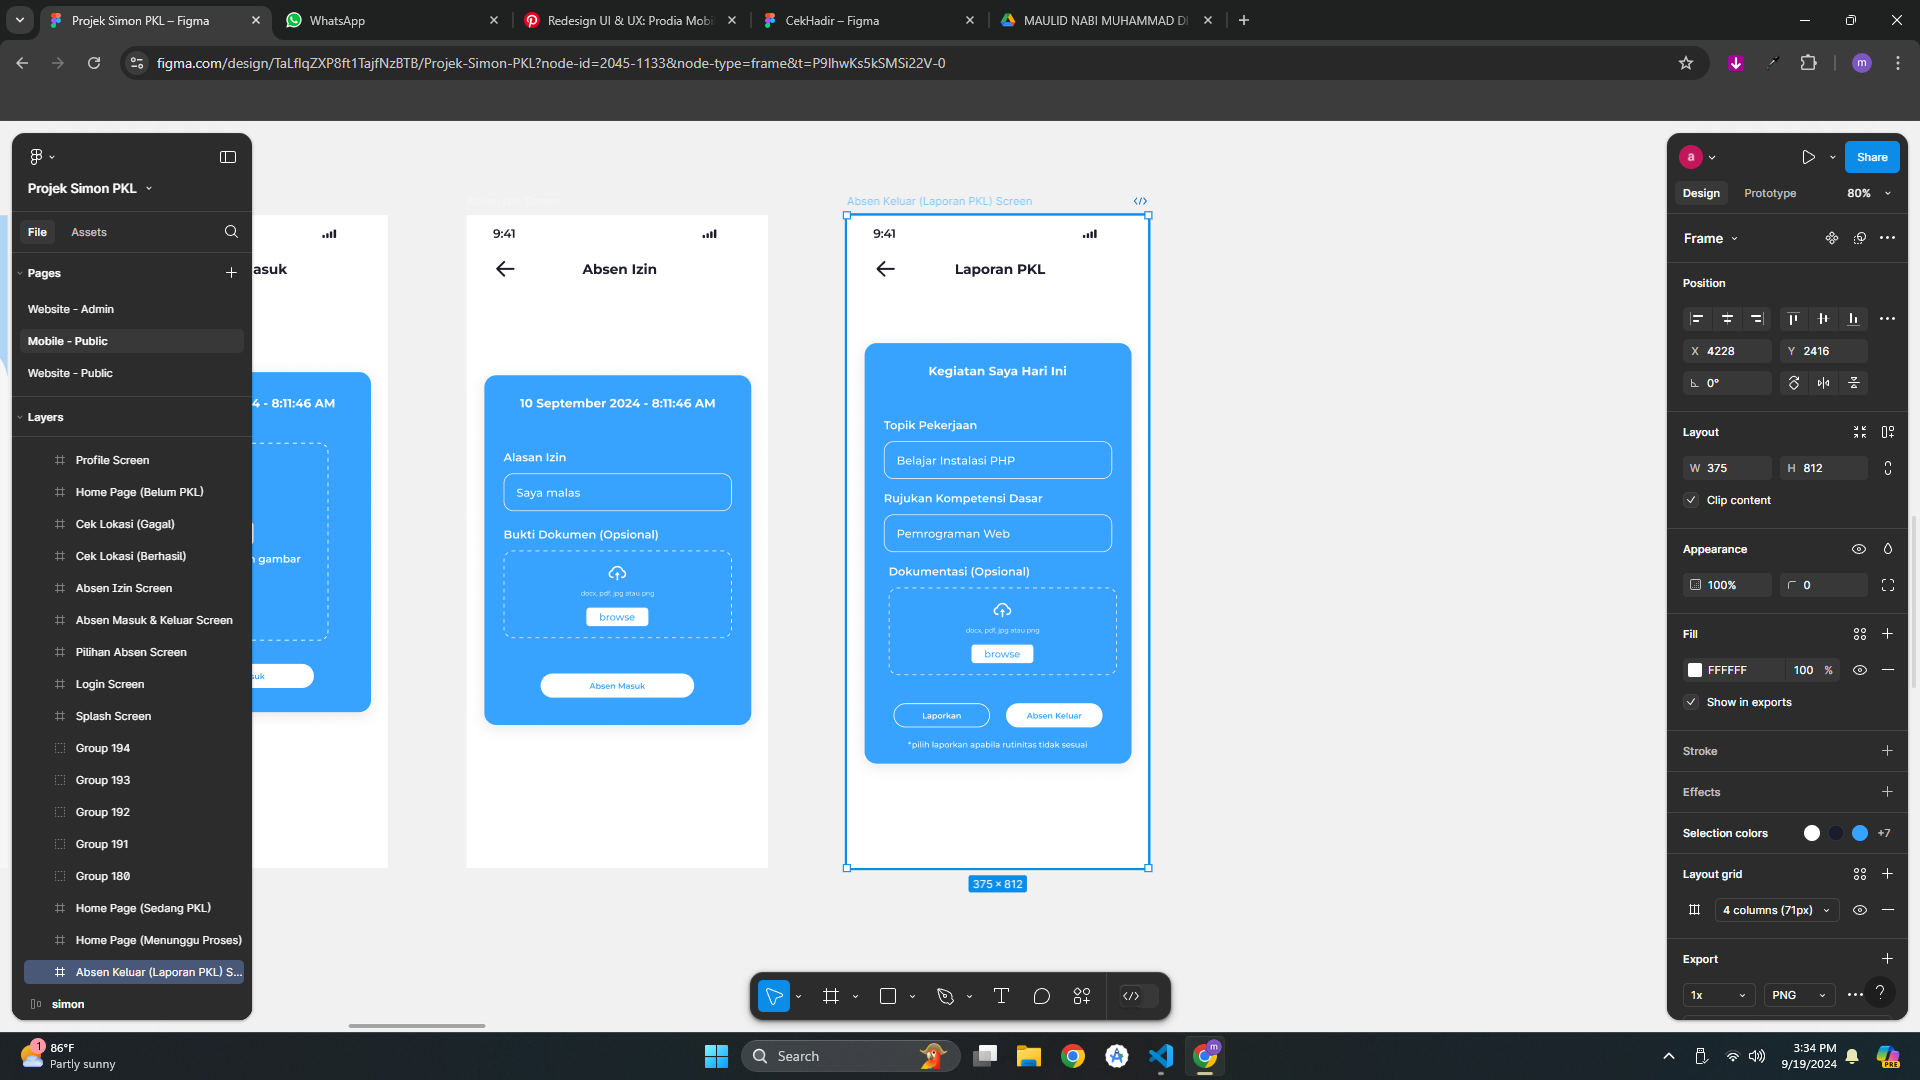 Projek Simon PKL – Figma
WhatsApp
Redesign UI & UX: Prodia Mobi
CekHadir – Figma
MAULID NABI MUHAMMAD DI
figma.com/design/TaLflqZXP8ft1TajfNzBTB/Projek-Simon-PKL?node-id=2045-1133&node-type=frame&t=P9lhwKs5kSMSi22V-0
m
Projek Simon PKL
File
Assets
Pages
Website - Admin
Mobile - Public
Website - Public
Layers
Profile Screen
Home Page (Belum PKL)
Cek Lokasi (Gagal)
Cek Lokasi (Berhasil)
Absen Izin Screen
Absen Masuk & Keluar Screen
Pilihan Absen Screen
Login Screen
Splash Screen
Group 194
Group 193
Group 192
Group 191
Group 180
Home Page (Sedang PKL)
Home Page (Menunggu Proses)
Absen Keluar (Laporan PKL) S...
simon
asuk
4 - 8:11:46 AM
gambar
suk
9:41
Absen Izin
10 September 2024 - 8:11:46 AM
Alasan Izin
Saya malas
Bukti Dokumen (Opsional)
docx, pdf, jpg atau png
browse
Absen Masuk
Absen Keluar (Laporan PKL) Screen
9:41
Laporan PKL
Kegiatan Saya Hari Ini
Topik Pekerjaan
Belajar Instalasi PHP
Rujukan Kompetensi Dasar
Pemrograman Web
Dokumentasi (Opsional)
docx, pdf, jpg atau png
browse
Laporkan
Absen Keluar
*pilih laporkan apabila rutinitas tidak sesuai
375 × 812
a
Share
Design
Prototype
80%
Frame
Position
X 4228
Y 2416
0°
Layout
W 375
H 812
Clip content
Appearance
100%
0
Fill
FFFFFF
100 %
Show in exports
Stroke
Effects
Selection colors
+7
Layout grid
4 columns (71px)
Export
1x
PNG
?
1
86°F
Partly sunny
Search
m
3:34 PM
9/19/2024
PRE